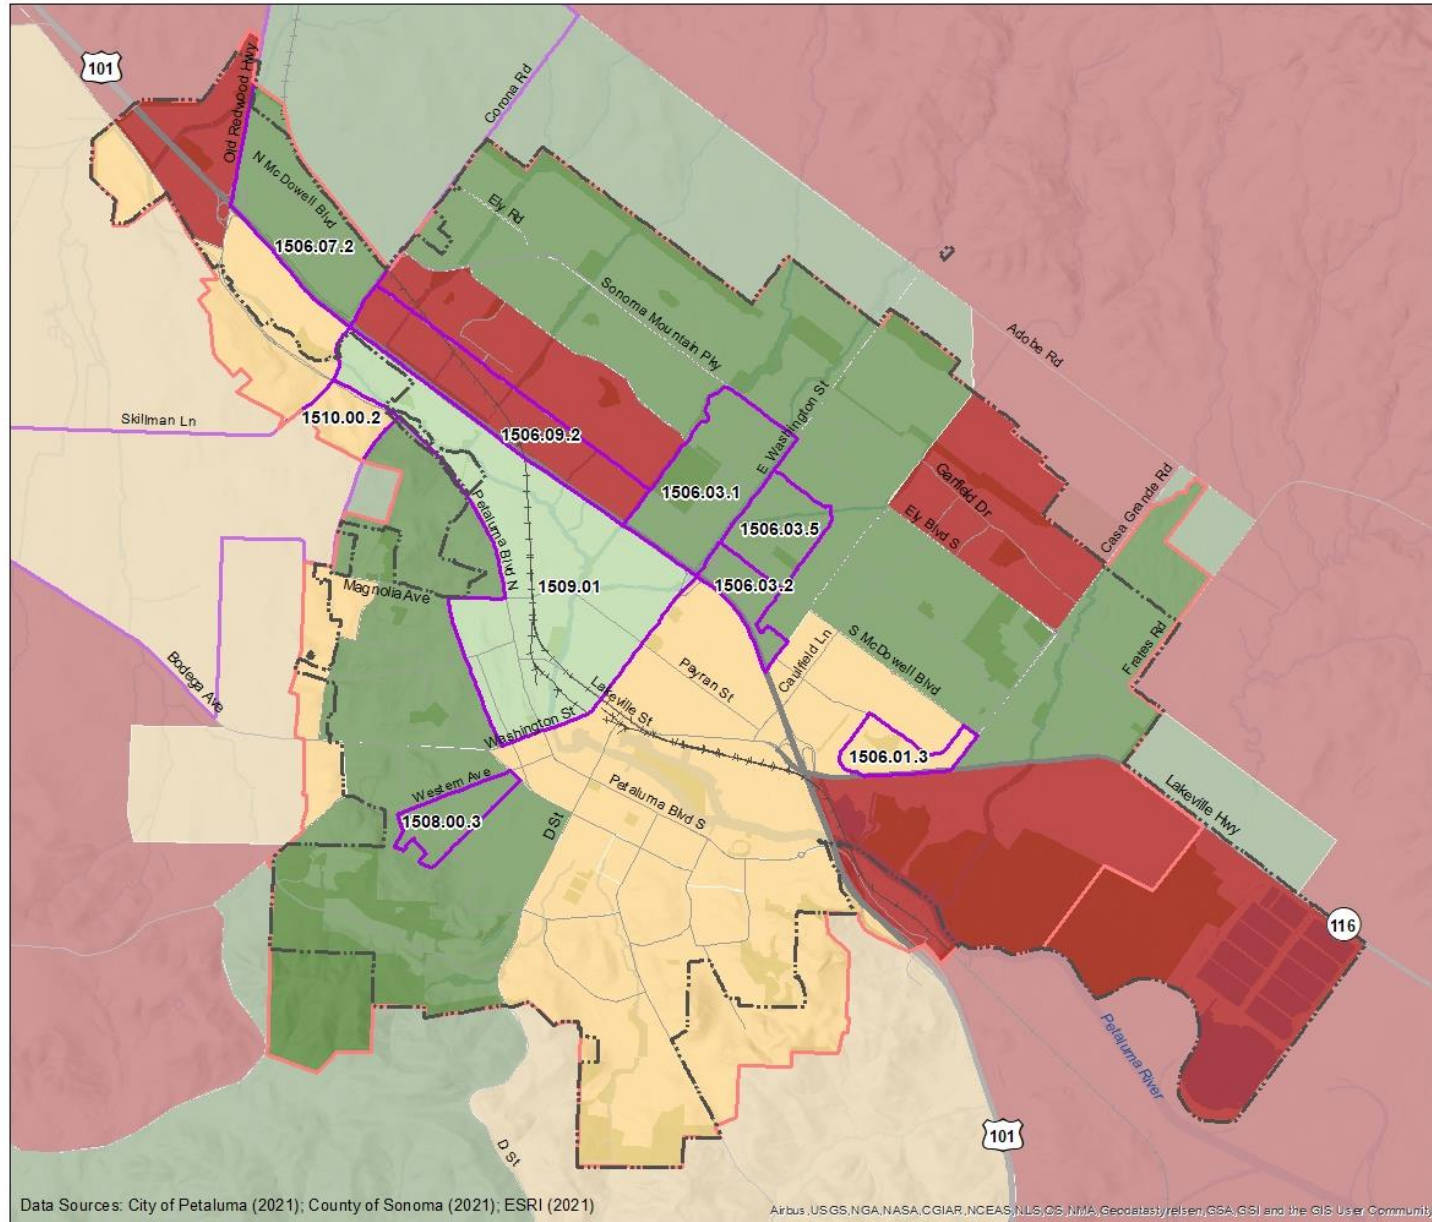 101
Old Redwood Hwy
Corona Rd
N McDowell Blvd
Ely Rd
1506.07.2
Sonoma Mountain Pky
Adobe Rd
Skillman Ln
1510.00.2
1506.09.2
E Washington St
1506.03.1
Garfield Dr
Casa Grande Rd
Petaluma Blvd N
1506.03.5
Ely Blvd S
1509.01
1506.03.2
Magnolia Ave
Bodega Ave
Payran St
Caulfield Ln
S McDowell Blvd
Frates Rd
Lakeville St
Washington St
1506.01.3
Western Ave
Petaluma Blvd S
Lakeville Hwy
1508.00.3
D St
116
Petaluma River
101
D St
Data Sources: City of Petaluma (2021); County of Sonoma (2021); ESRI (2021)
Airbus,USGS,NGA,NASA,CGIAR,NCEAS,NLS,OS,NMA,Geodatastyrelsen,GSA,GSI and the GIS User Community